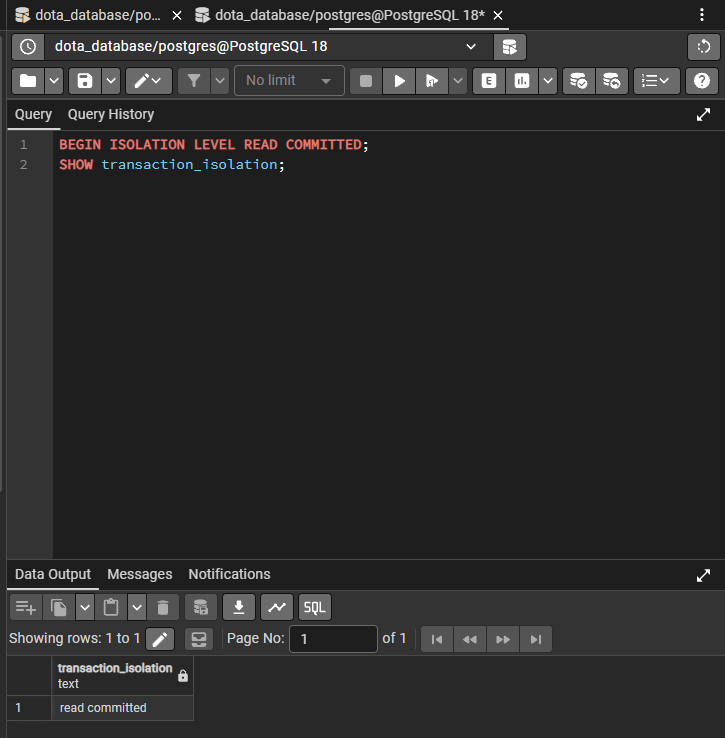 dota_database/po...
dota_database/postgres@PostgreSQL 18*
dota_database/postgres@PostgreSQL 18
No limit
E
Query
Query History
1 BEGIN ISOLATION LEVEL READ COMMITTED;
2 SHOW transaction_isolation;
Data Output
Messages
Notifications
SQL
Showing rows: 1 to 1
Page No:
1
of 1
transaction_isolation
text
1 read committed